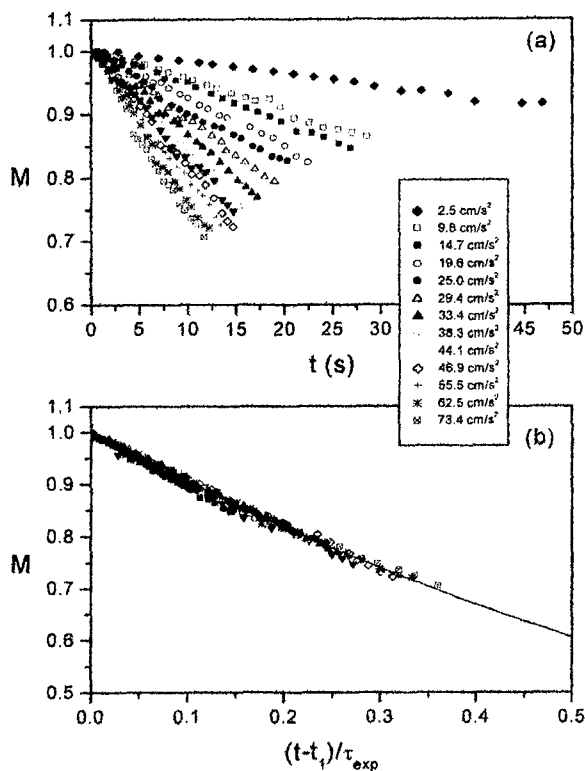 (a)
1.1
1.0
0.9
0.8
0.7
0.6
M
0 5 10 15 20 25 30 35 40 45 50
t (s)
2.5 cm/s²
9.8 cm/s²
14.7 cm/s²
19.6 cm/s²
25.0 cm/s²
29.4 cm/s²
33.4 cm/s²
38.3 cm/s²
44.1 cm/s²
46.9 cm/s²
55.5 cm/s²
62.5 cm/s²
73.4 cm/s²
(b)
1.1
1.0
0.9
0.8
0.7
0.6
0.5
M
0.0 0.1 0.2 0.3 0.4 0.5
(t-t₁)/τexp